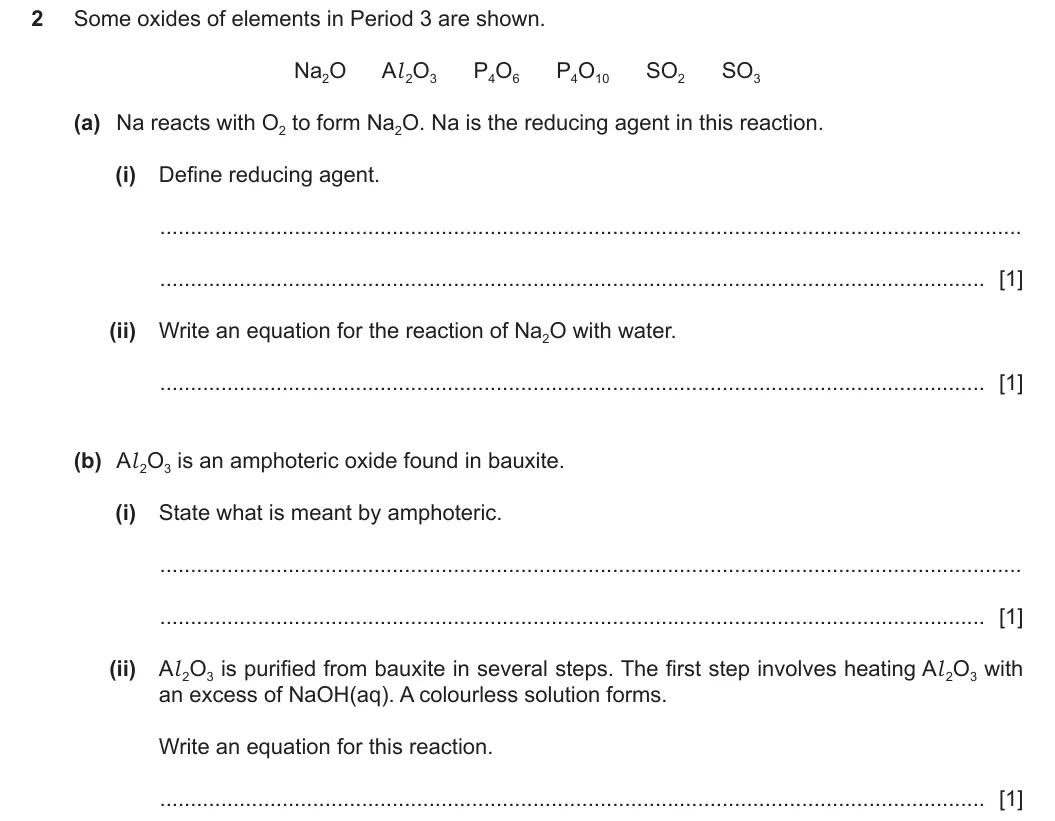 2 Some oxides of elements in Period 3 are shown.
Na₂O Al₂O₃ P₄O₆ P₄O₁₀ SO₂ SO₃
(a) Na reacts with O₂ to form Na₂O. Na is the reducing agent in this reaction.
(i) Define reducing agent.
..........................................................................................................................................
.................................................................................................................................... [1]
(ii) Write an equation for the reaction of Na₂O with water.
.................................................................................................................................... [1]
(b) Al₂O₃ is an amphoteric oxide found in bauxite.
(i) State what is meant by amphoteric.
..........................................................................................................................................
.................................................................................................................................... [1]
(ii) Al₂O₃ is purified from bauxite in several steps. The first step involves heating Al₂O₃ with
an excess of NaOH(aq). A colourless solution forms.
Write an equation for this reaction.
.................................................................................................................................... [1]